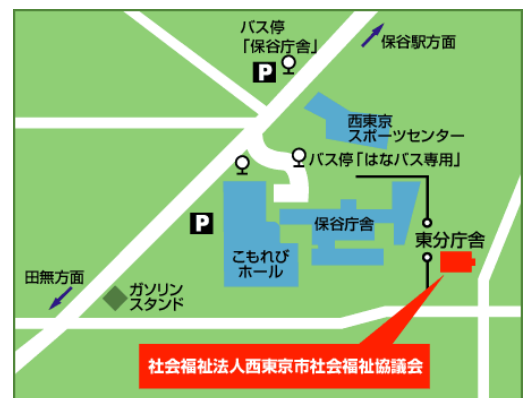 バス停
「保谷庁舎」
P
保谷駅方面
西東京
スポーツセンター
バス停「はなバス専用」
P
保谷庁舎
東分庁舎
こもれび
ホール
田無方面
ガソリン
スタンド
社会福祉法人西東京市社会福祉協議会